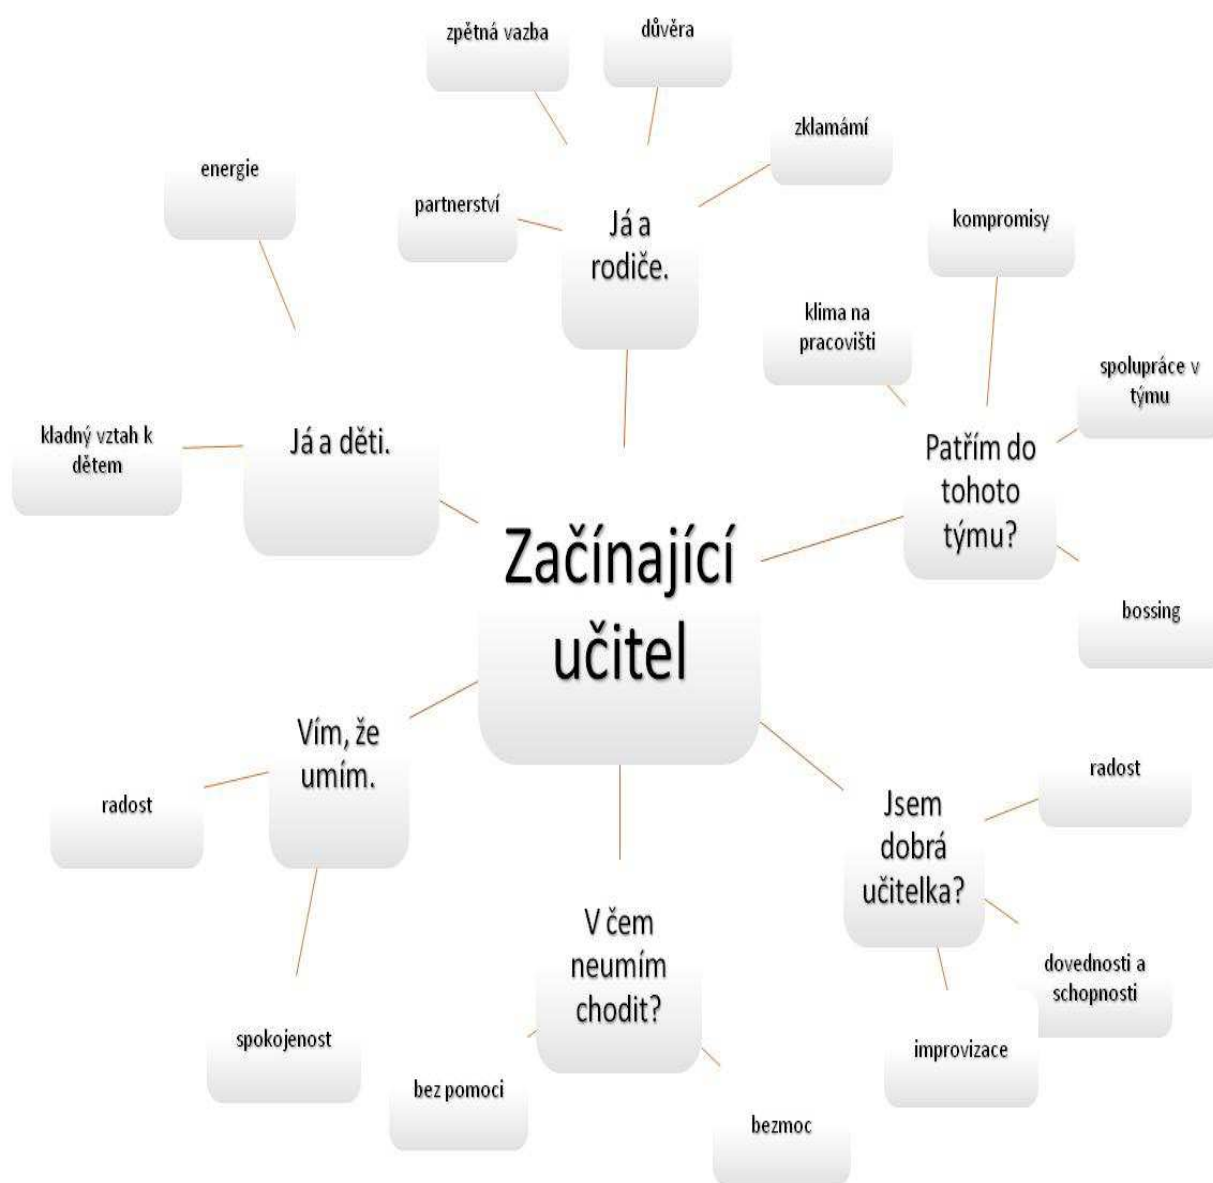 zpětná vazba
důvěra
zklamámí
energie
partnerství
Já a
rodiče.
kompromisy
klima na
pracovišti
spolupráce v
týmu
kladný vztah k
dětem
Já a děti.
Patřím do
tohoto
týmu?
Začínající
učitel
bossing
Vím, že
umím.
radost
radost
Jsem
dobrá
učitelka?
V čem
neumím
chodit?
dovednosti a
schopnosti
spokojenost
improvizace
bez pomoci
bezmoc